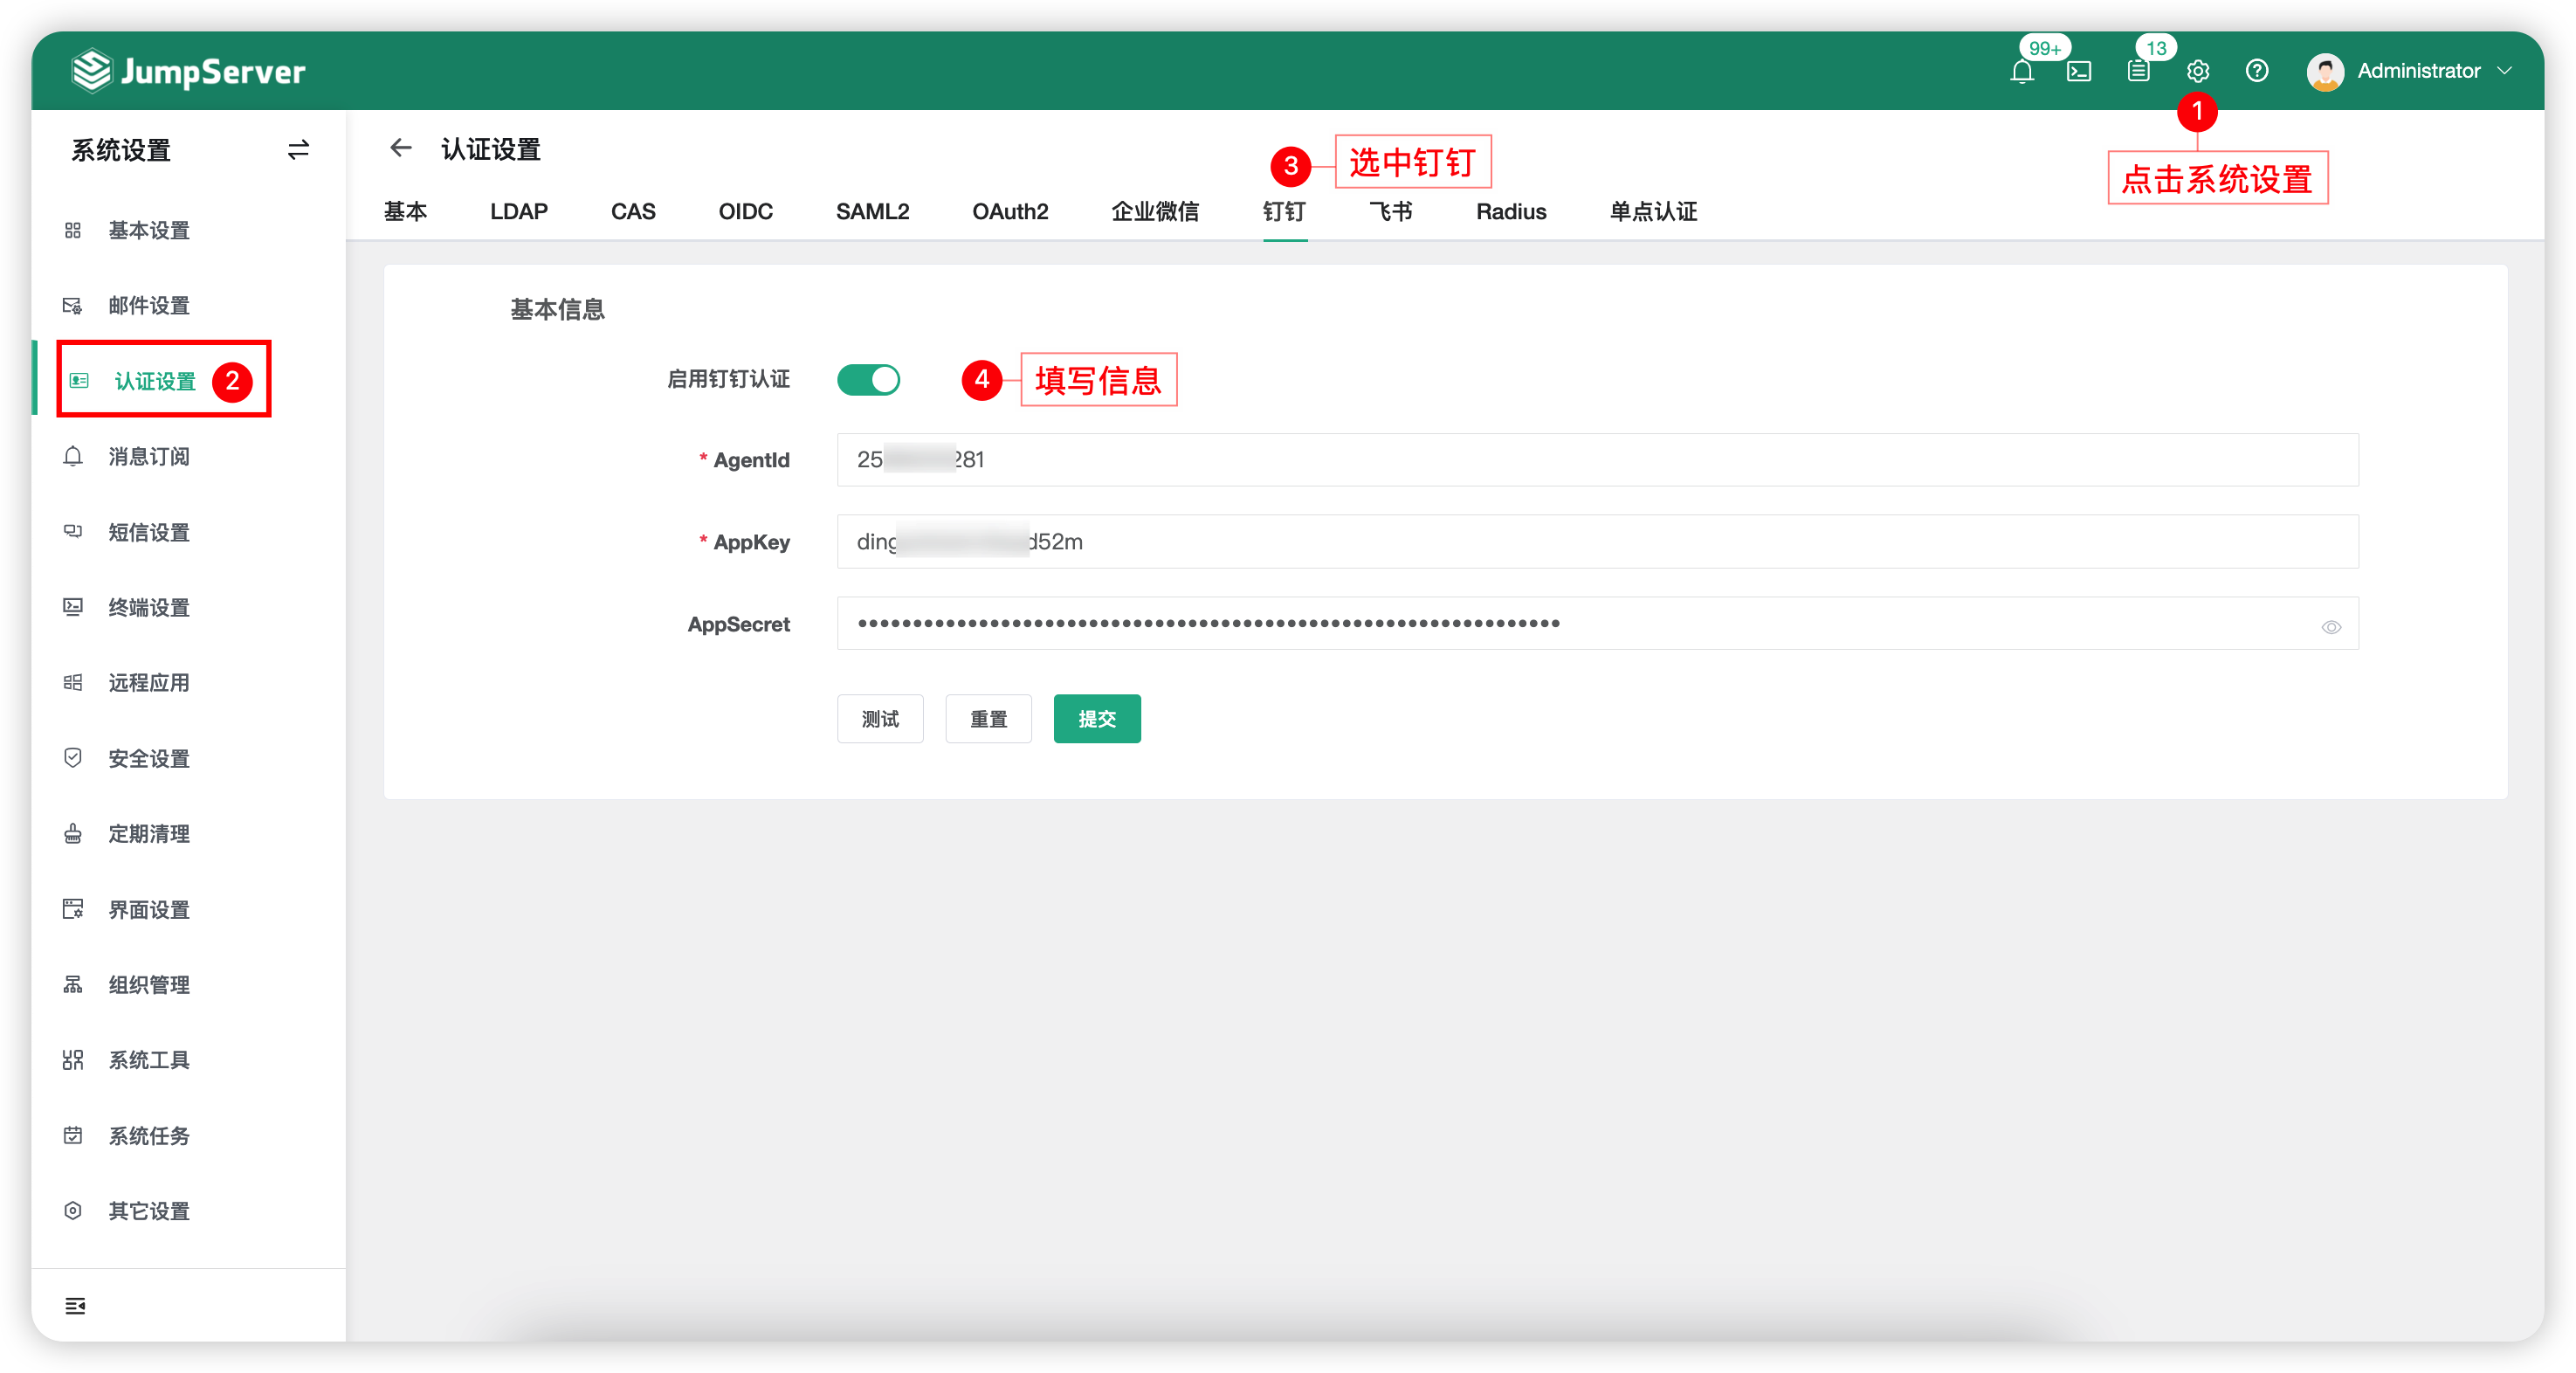 JumpServer
99+
13
Administrator
1
点击系统设置
系统设置
基本设置
邮件设置
认证设置 2
消息订阅
短信设置
终端设置
远程应用
安全设置
定期清理
界面设置
组织管理
系统工具
系统任务
其它设置
认证设置
3 选中钉钉
基本 LDAP CAS OIDC SAML2 OAuth2 企业微信 钉钉 飞书 Radius 单点认证
基本信息
启用钉钉认证
4 填写信息
* AgentId 25 281
* AppKey ding d52m
AppSecret
测试 重置 提交